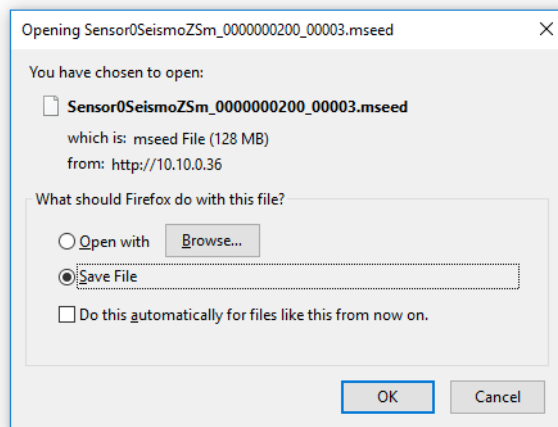 Opening Sensor0SeismoZSm_0000000200_00003.mseed
You have chosen to open:
Sensor0SeismoZSm_0000000200_00003.mseed
which is: mseed File (128 MB)
from: http://10.10.0.36
What should Firefox do with this file?
Open with Browse...
Save File
Do this automatically for files like this from now on.
OK Cancel